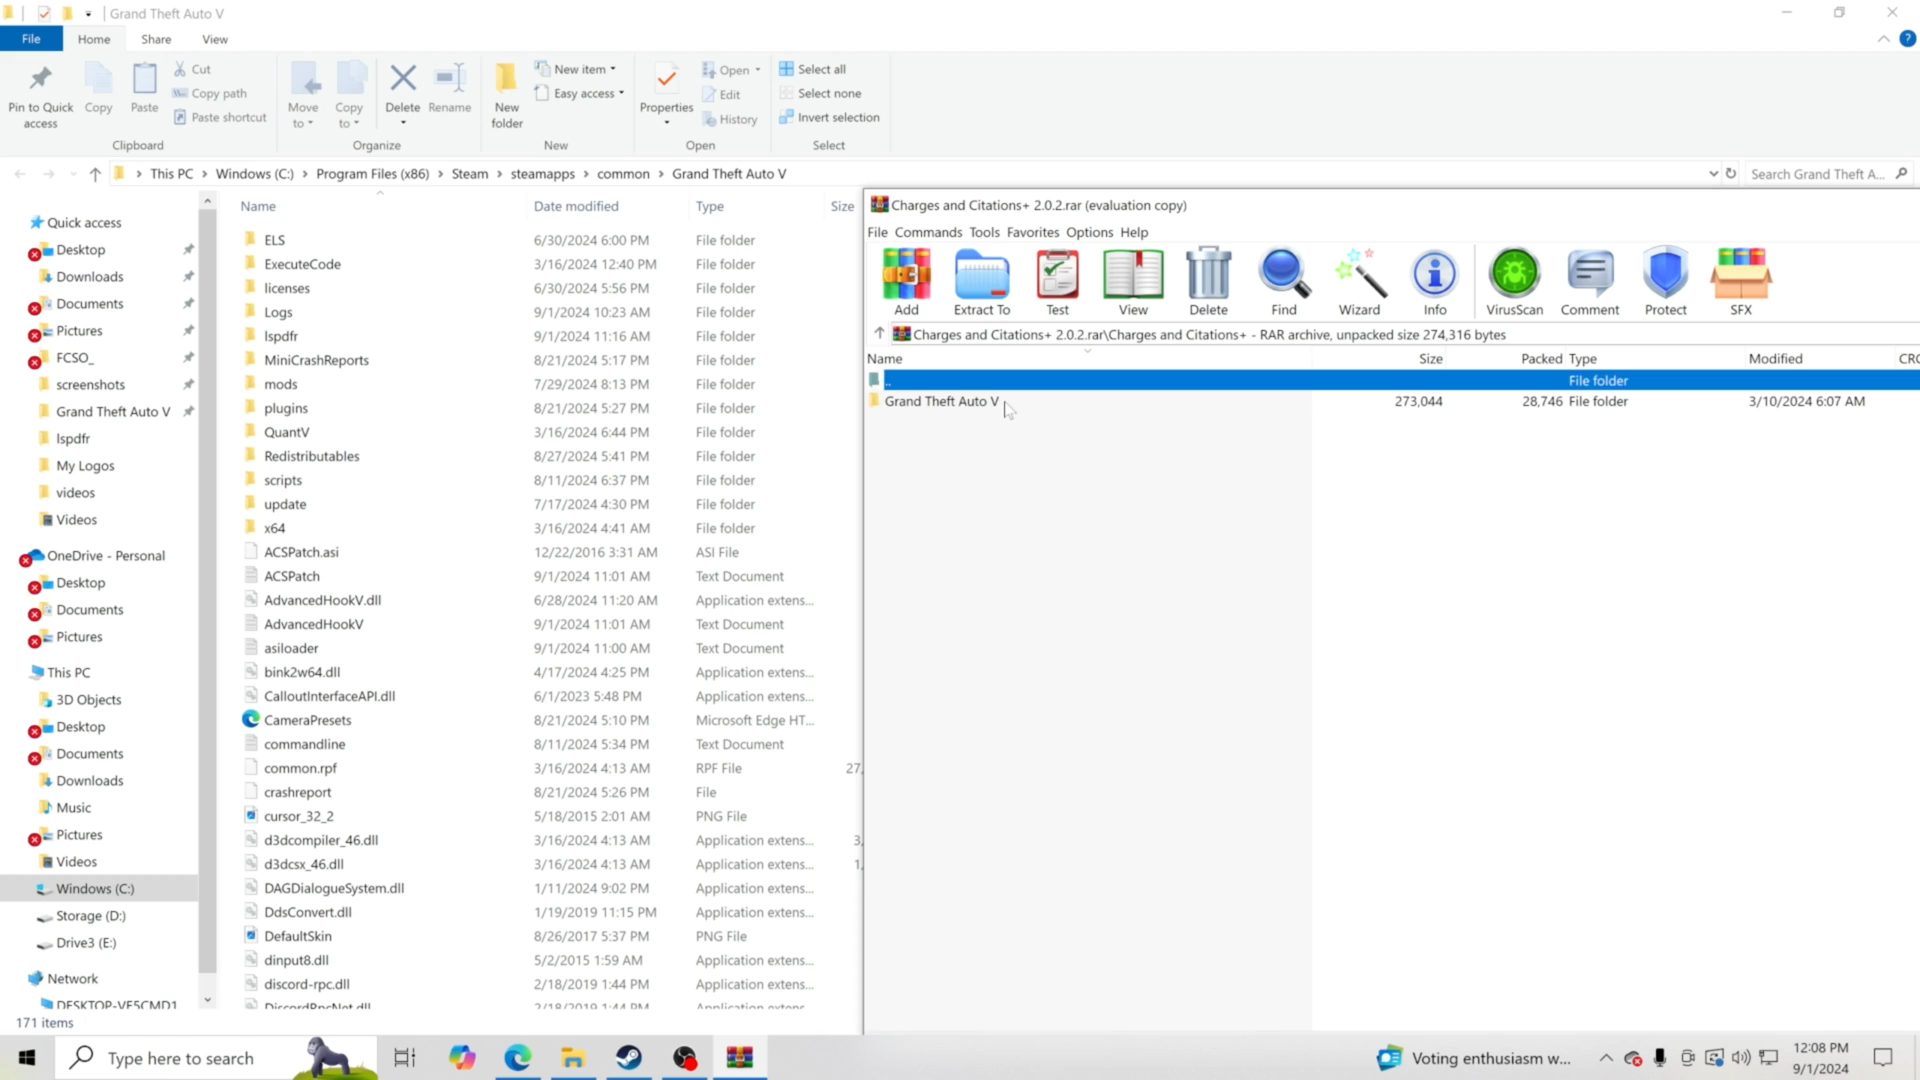 Grand Theft Auto V
File Home Share View
Pin to Quick access
Copy
Paste
Cut
Copy path
Paste shortcut
Clipboard
Move to
Copy to
Delete
Rename
Organize
New folder
New item
Easy access
New
Properties
Open
Edit
History
Open
Select all
Select none
Invert selection
Select
This PC > Windows (C:) > Program Files (x86) > Steam > steamapps > common > Grand Theft Auto V
Search Grand Theft A...
Quick access
Desktop
Downloads
Documents
Pictures
FCSO_
screenshots
Grand Theft Auto V
lspdfr
My Logos
videos
Videos
OneDrive - Personal
Desktop
Documents
Pictures
This PC
3D Objects
Desktop
Documents
Downloads
Music
Pictures
Videos
Windows (C:)
Storage (D:)
Drive3 (E:)
Network
DESKTOP-VE5CMD1
Name Date modified Type Size
ELS 6/30/2024 6:00 PM File folder
ExecuteCode 3/16/2024 12:40 PM File folder
licenses 6/30/2024 5:56 PM File folder
Logs 9/1/2024 10:23 AM File folder
lspdfr 9/1/2024 11:16 AM File folder
MiniCrashReports 8/21/2024 5:17 PM File folder
mods 7/29/2024 8:13 PM File folder
plugins 8/21/2024 5:27 PM File folder
QuantV 3/16/2024 6:44 PM File folder
Redistributables 8/27/2024 5:41 PM File folder
scripts 8/11/2024 6:37 PM File folder
update 7/17/2024 4:30 PM File folder
x64 3/16/2024 4:41 AM File folder
ACSPatch.asi 12/22/2016 3:31 AM ASI File
ACSPatch 9/1/2024 11:01 AM Text Document
AdvancedHookV.dll 6/28/2024 11:20 AM Application extens...
AdvancedHookV 9/1/2024 11:01 AM Text Document
asiloader 9/1/2024 11:00 AM Text Document
bink2w64.dll 4/17/2024 4:25 PM Application extens...
CalloutInterfaceAPI.dll 6/1/2023 5:48 PM Application extens...
CameraPresets 8/21/2024 5:10 PM Microsoft Edge HT...
commandline 8/11/2024 5:34 PM Text Document
common.rpf 3/16/2024 4:13 AM RPF File 27,
crashreport 8/21/2024 5:26 PM File
cursor_32_2 5/18/2015 2:01 AM PNG File
d3dcompiler_46.dll 3/16/2024 4:13 AM Application extens... 3,
d3dcsx_46.dll 3/16/2024 4:13 AM Application extens... 1,
DAGDialogueSystem.dll 1/11/2024 9:02 PM Application extens...
DdsConvert.dll 1/19/2019 11:15 PM Application extens...
DefaultSkin 8/26/2017 5:37 PM PNG File
dinput8.dll 5/2/2015 1:59 AM Application extens...
discord-rpc.dll 2/18/2019 1:44 PM Application extens...
DiscordRpcNet.dll 2/18/2019 1:44 PM Application extens...
171 items
Charges and Citations+ 2.0.2.rar (evaluation copy)
File Commands Tools Favorites Options Help
Add Extract To Test View Delete Find Wizard Info VirusScan Comment Protect SFX
Charges and Citations+ 2.0.2.rar\Charges and Citations+ - RAR archive, unpacked size 274,316 bytes
Name Size Packed Type Modified CRC
.. File folder
Grand Theft Auto V 273,044 28,746 File folder 3/10/2024 6:07 AM
Type here to search
Voting enthusiasm w...
12:08 PM
9/1/2024